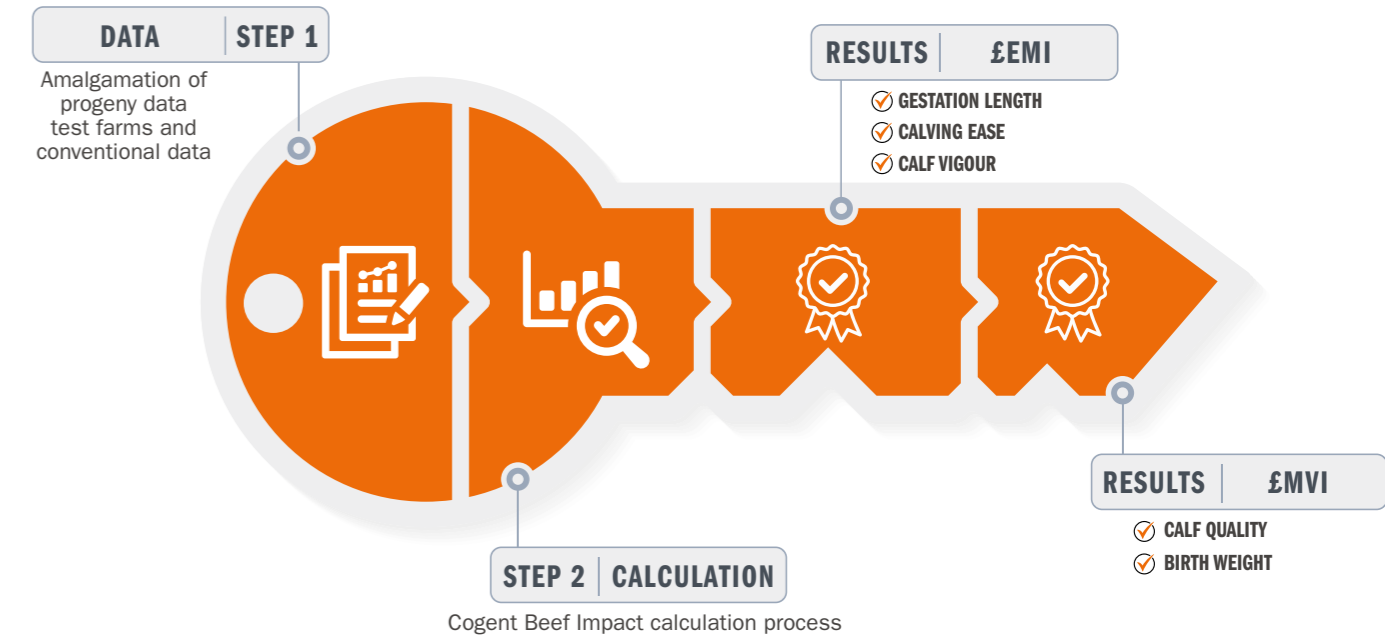 DATA STEP 1
Amalgamation of
progeny data
test farms and
conventional data
RESULTS £EMI
GESTATION LENGTH
CALVING EASE
CALF VIGOUR
STEP 2 CALCULATION
Cogent Beef Impact calculation process
RESULTS £MVI
CALF QUALITY
BIRTH WEIGHT